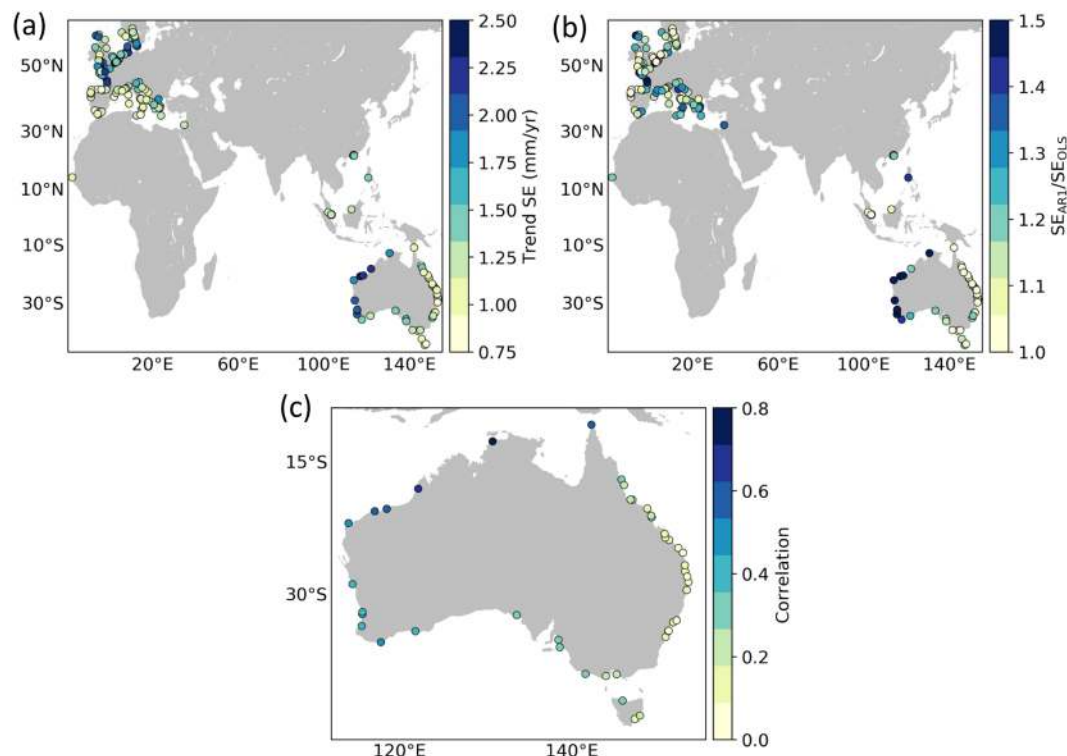 (a)
50°N
30°N
10°N
10°S
30°S
20°E
60°E
100°E
140°E
2.50
2.25
2.00
1.75
1.50
1.25
1.00
0.75
Trend SE (mm/yr)
(b)
50°N
30°N
10°N
10°S
30°S
20°E
60°E
100°E
140°E
1.5
1.4
1.3
1.2
1.1
1.0
SE_AR1/SE_OLS
(c)
15°S
30°S
120°E
140°E
0.8
0.6
0.4
0.2
0.0
Correlation